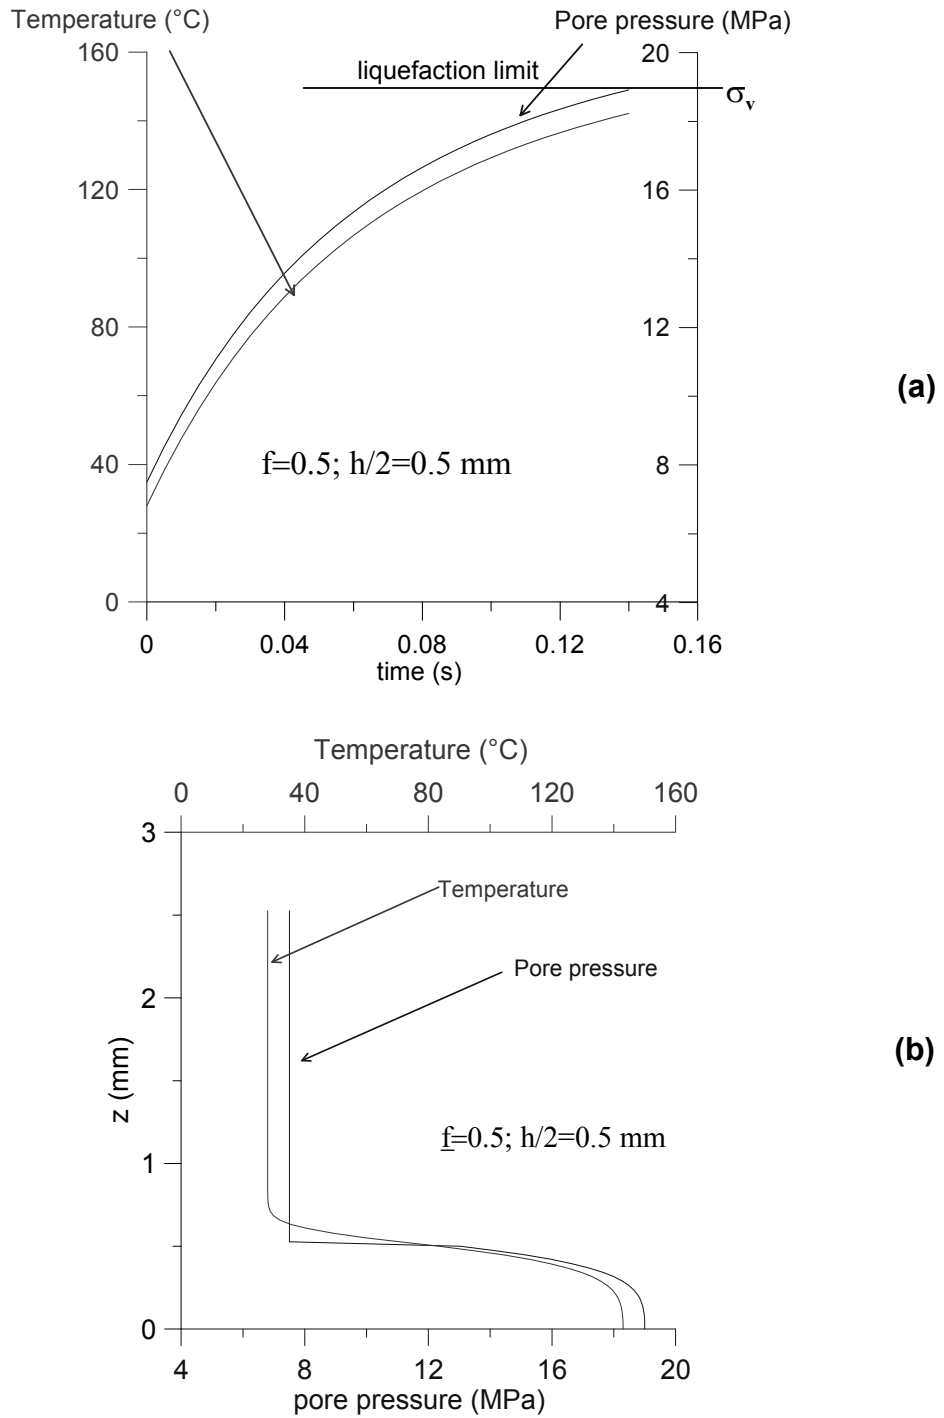 Temperature (°C)
Pore pressure (MPa)
160
20
liquefaction limit
σv
120
16
80
12
(a)
f=0.5; h/2=0.5 mm
40
8
0
4
0
0.04
0.08
0.12
0.16
time (s)
Temperature (°C)
0
40
80
120
160
3
Temperature
Pore pressure
2
(b)
z (mm)
f=0.5; h/2=0.5 mm
1
0
4
8
12
16
20
pore pressure (MPa)